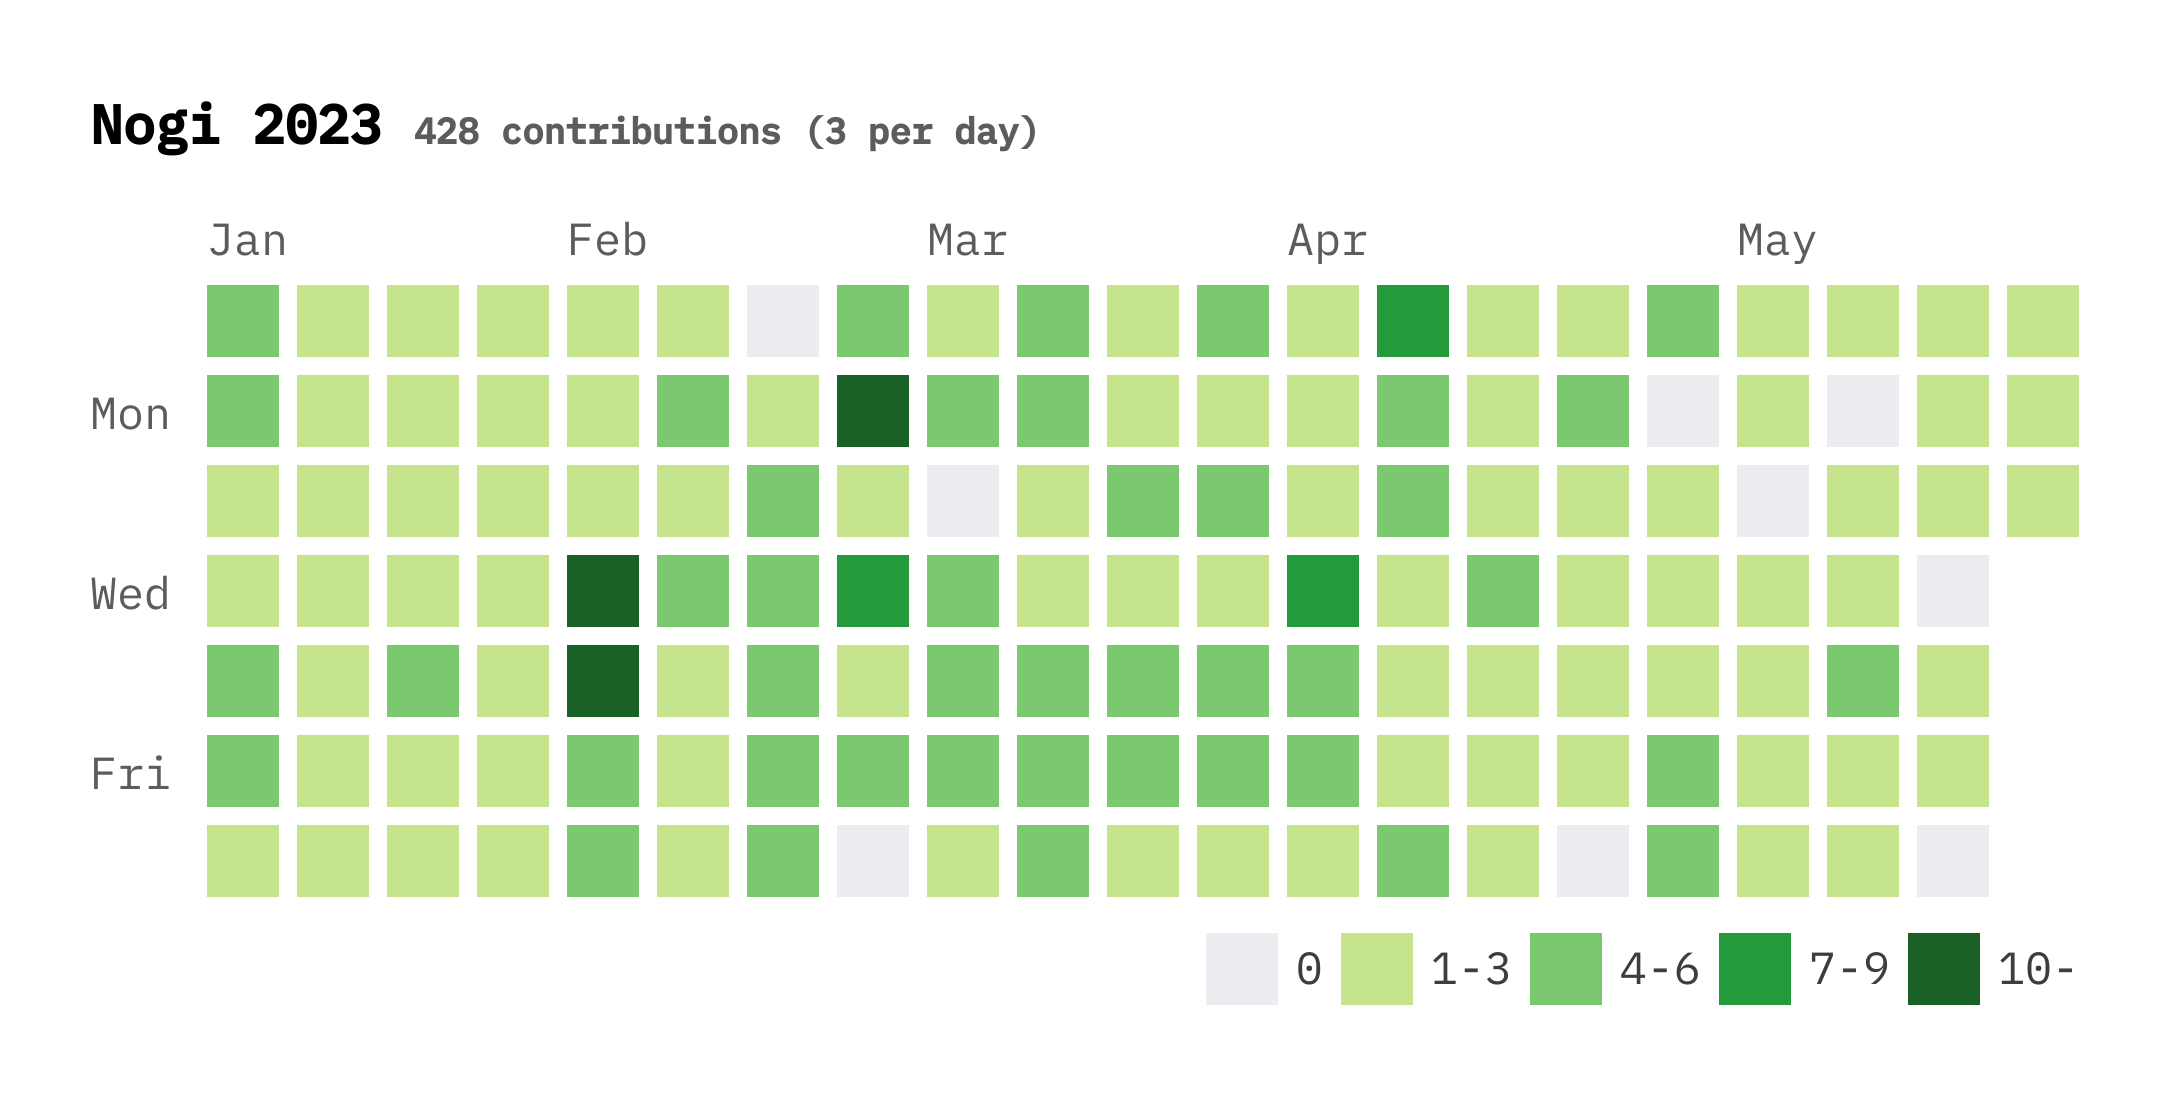 Nogi 2023 428 contributions (3 per day)
Jan Feb Mar Apr May
Mon
Wed
Fri
0 1-3 4-6 7-9 10-